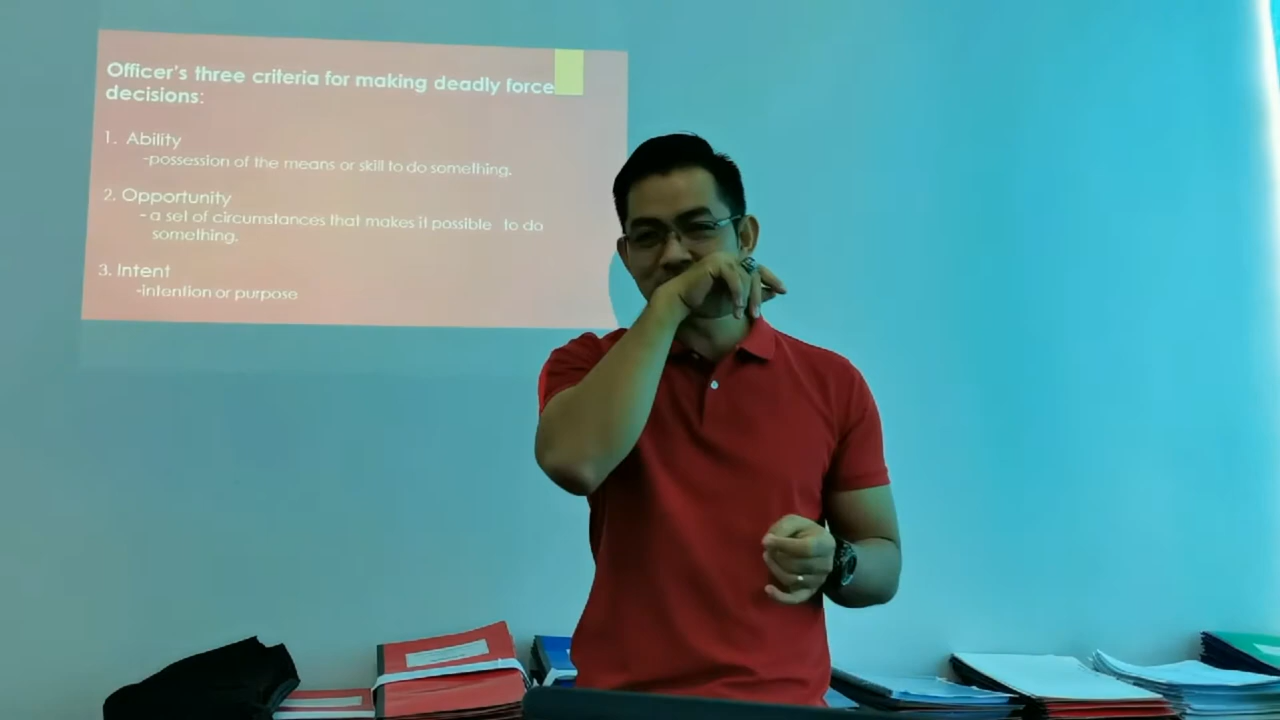 Officer's three criteria for making deadly force
decisions:
1. Ability
-possession of the means or skill to do something.
2. Opportunity
- a set of circumstances that makes it possible to do
something.
3. Intent
-intention or purpose